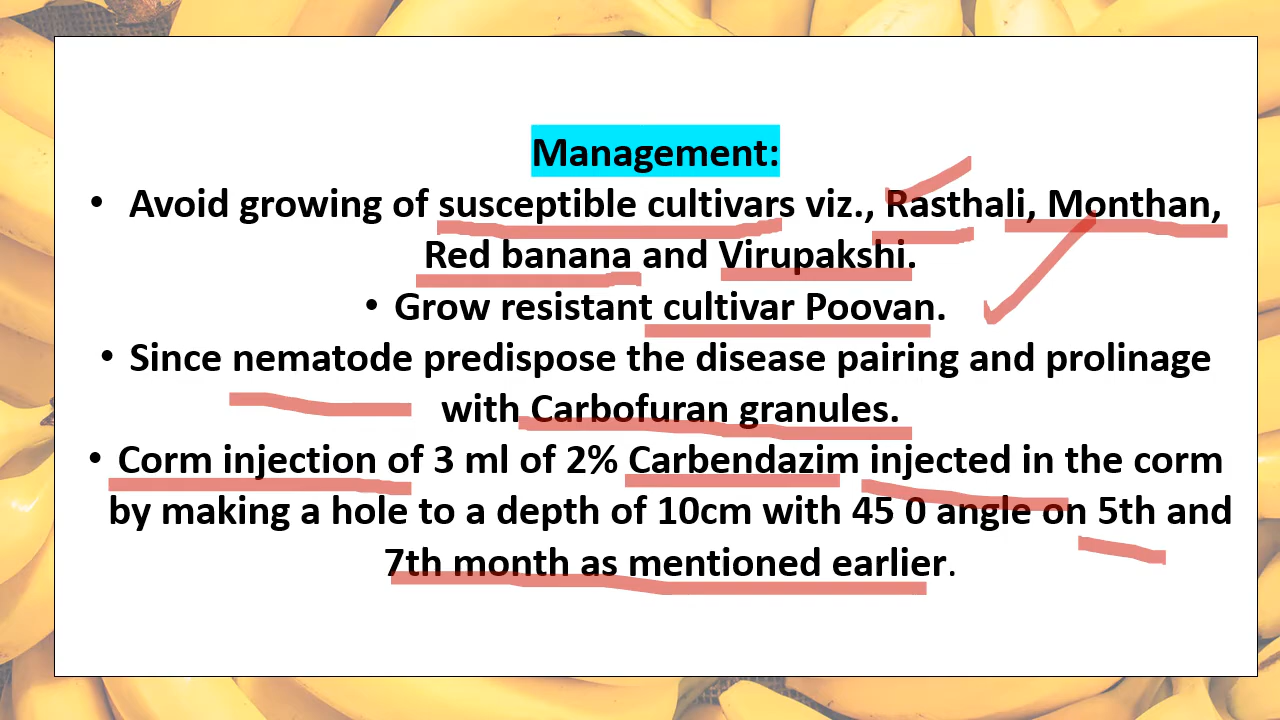 Management:
• Avoid growing of susceptible cultivars viz., Rasthali, Monthan,
Red banana and Virupakshi.
• Grow resistant cultivar Poovan.
• Since nematode predispose the disease pairing and prolinage
with Carbofuran granules.
• Corm injection of 3 ml of 2% Carbendazim injected in the corm
by making a hole to a depth of 10cm with 45 0 angle on 5th and
7th month as mentioned earlier.